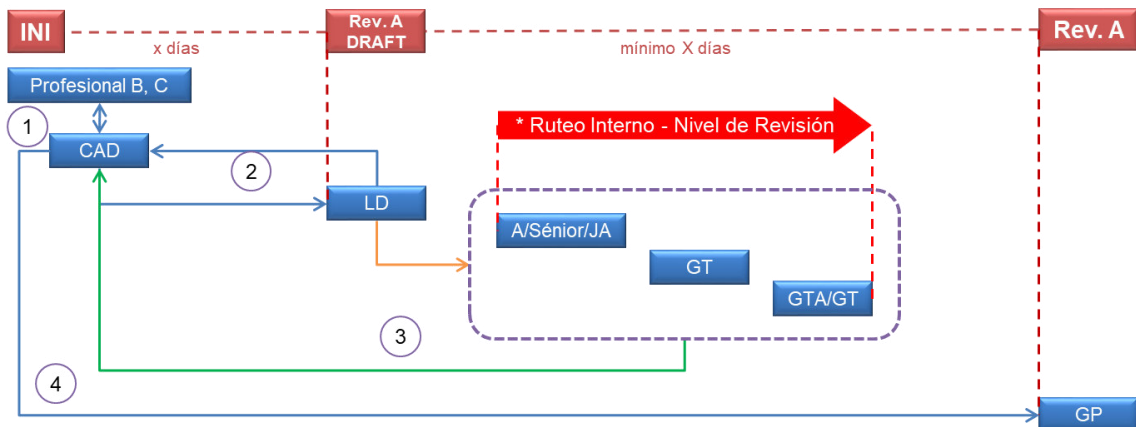 INI
Rev. A
DRAFT
Rev. A
x días
mínimo X días
Profesional B, C
1
CAD
* Ruteo Interno - Nivel de Revisión
2
LD
A/Sénior/JA
GT
GTA/GT
3
4
GP